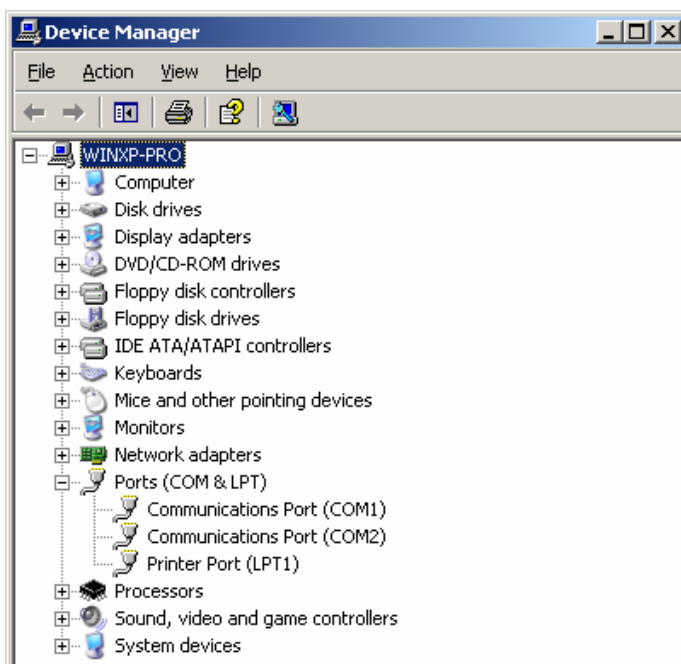 Device Manager
File Action View Help
WINXP-PRO
Computer
Disk drives
Display adapters
DVD/CD-ROM drives
Floppy disk controllers
Floppy disk drives
IDE ATA/ATAPI controllers
Keyboards
Mice and other pointing devices
Monitors
Network adapters
Ports (COM & LPT)
Communications Port (COM1)
Communications Port (COM2)
Printer Port (LPT1)
Processors
Sound, video and game controllers
System devices